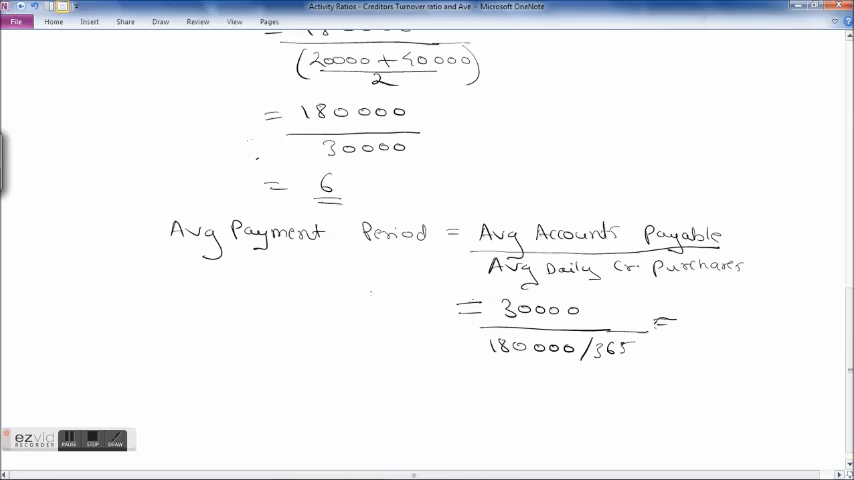 Activity Ratios - Creditors Turnover ratio and Ave - Microsoft OneNote
File Home Insert Share Draw Review View Pages
= 180000
(20000 + 40000)
2
= 180000
30000
= 6
Avg Payment Period = Avg Accounts Payable
Avg Daily Cr. Purchases
= 30000 =
180000/365
ezvid
RECORDER
PAUSE STOP DRAW